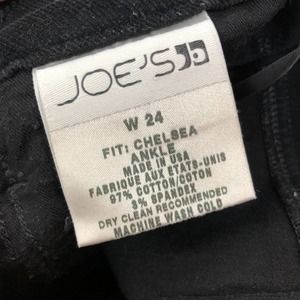 JOE'S
W 24
FIT: CHELSEA
ANKLE
MADE IN USA
FABRIQUE AUX ETATS-UNIS
97% COTTON/COTON
3% SPANDEX
DRY CLEAN RECOMMENDED
MACHINE WASH COLD